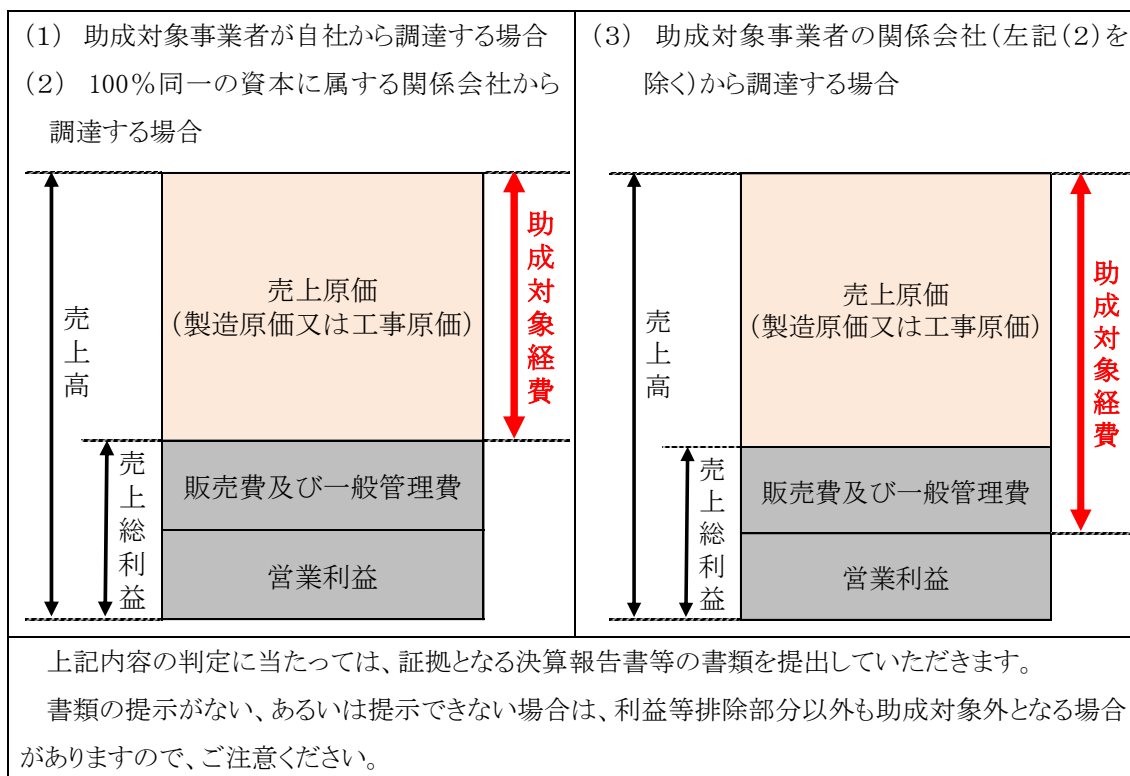 (1) 助成対象事業者が自社から調達する場合
(2) 100%同一の資本に属する関係会社から
調達する場合
売上高
売上原価
(製造原価又は工事原価)
助成対象経費
売上総利益
販売費及び一般管理費
営業利益
(3) 助成対象事業者の関係会社(左記(2)を
除く)から調達する場合
売上高
売上原価
(製造原価又は工事原価)
助成対象経費
売上総利益
販売費及び一般管理費
営業利益
上記内容の判定に当たっては、証拠となる決算報告書等の書類を提出していただきます。
書類の提示がない、あるいは提示できない場合は、利益等排除部分以外も助成対象外となる場合
がありますので、ご注意ください。